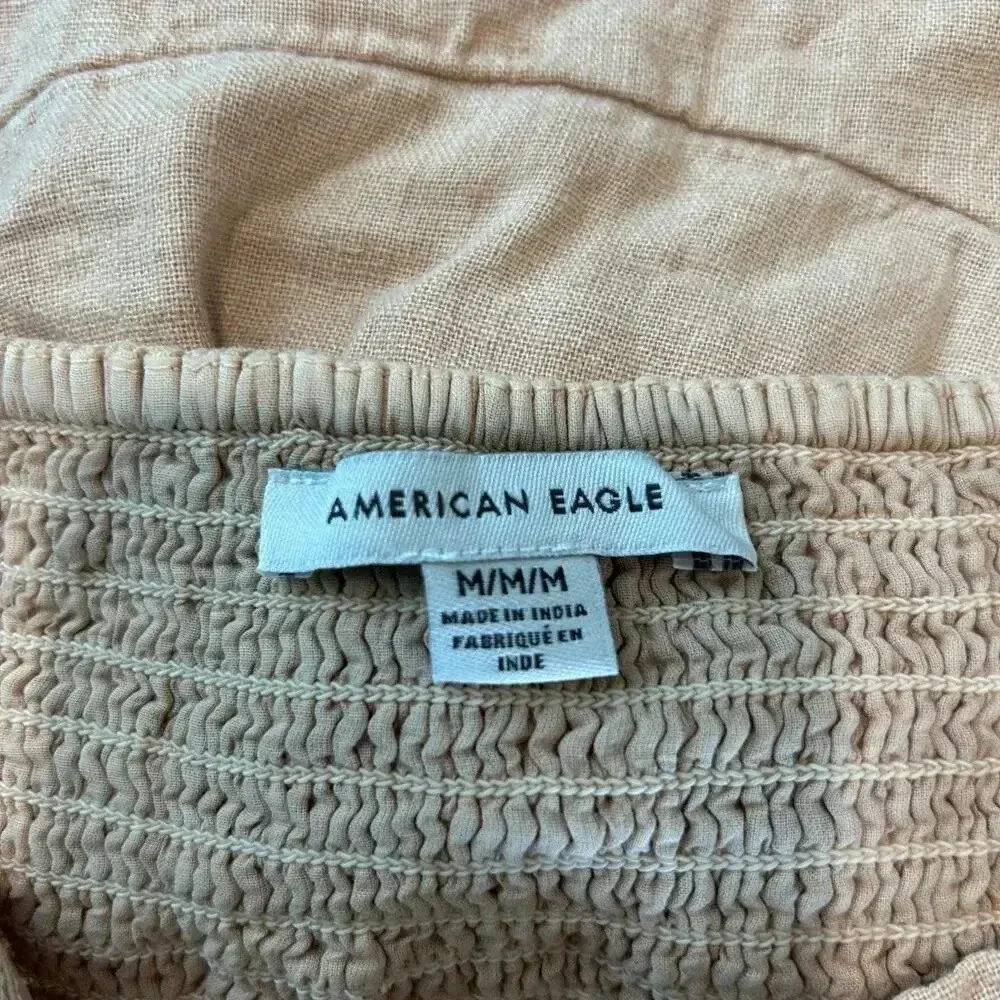 AMERICAN EAGLE
M/M/M
MADE IN INDIA
FABRIQUÉ EN
INDE